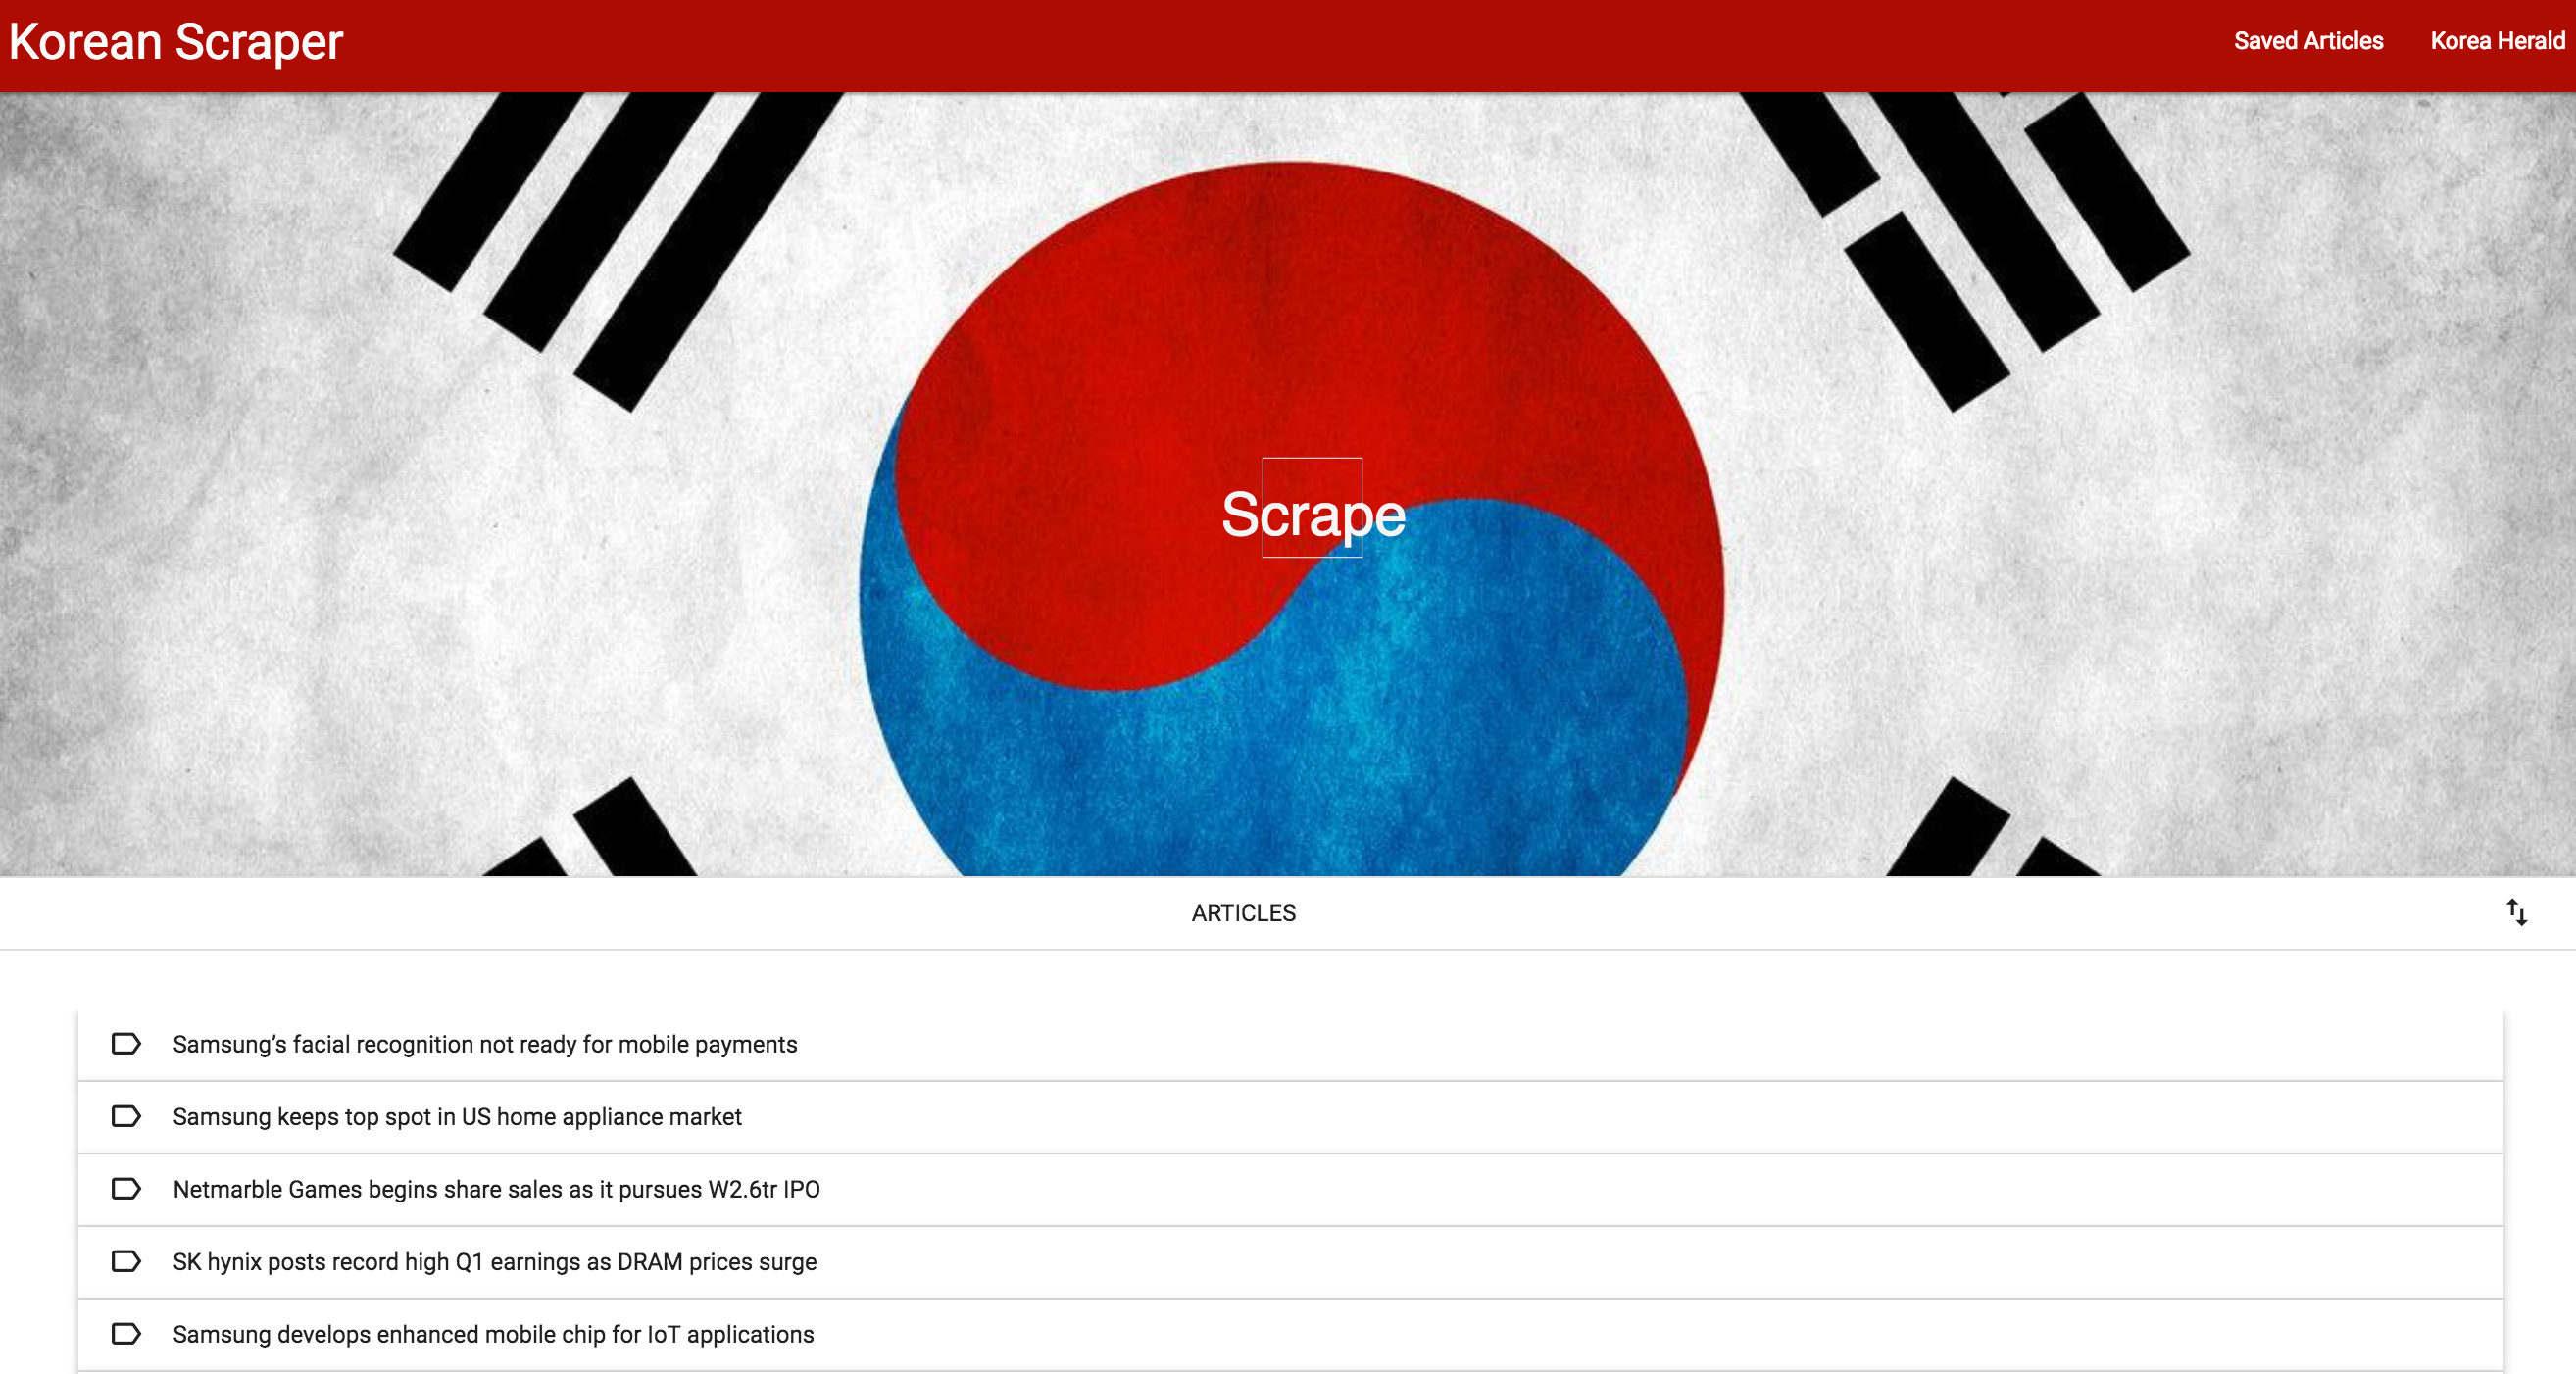 Korean Scraper
Saved Articles
Korea Herald
Scrape
ARTICLES
Samsung’s facial recognition not ready for mobile payments
Samsung keeps top spot in US home appliance market
Netmarble Games begins share sales as it pursues W2.6tr IPO
SK hynix posts record high Q1 earnings as DRAM prices surge
Samsung develops enhanced mobile chip for IoT applications